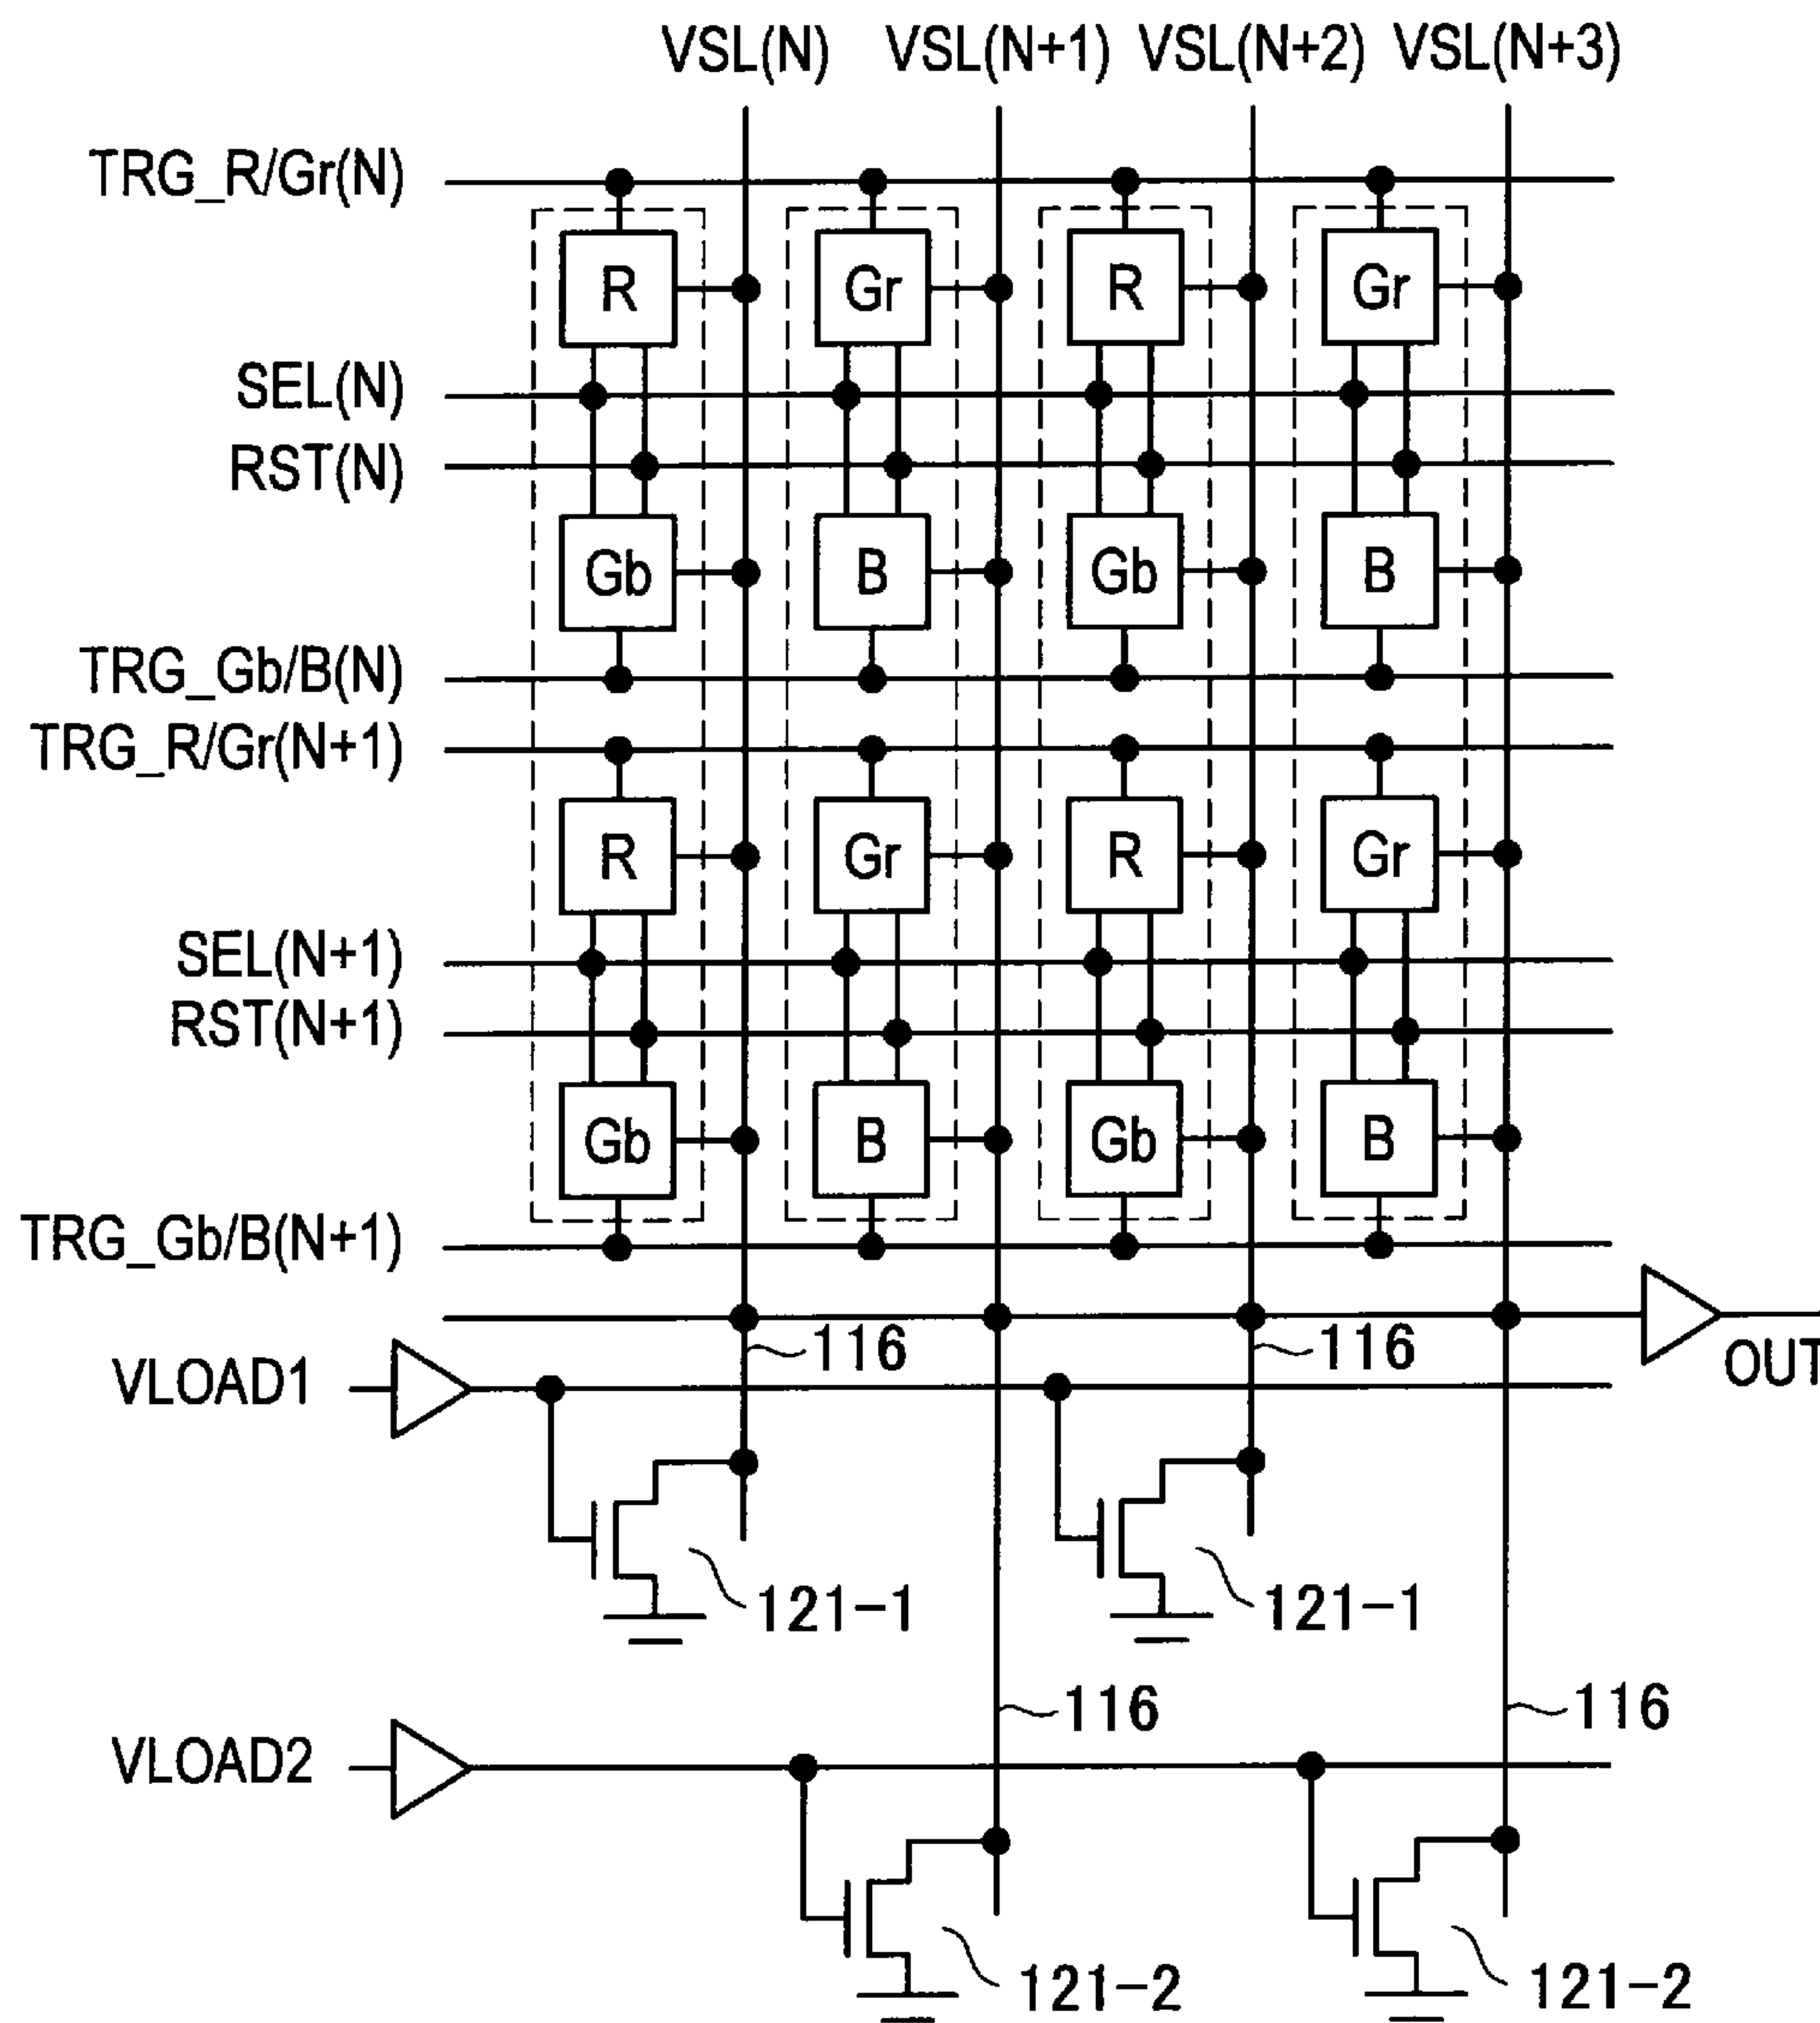 VSL(N) VSL(N+1) VSL(N+2) VSL(N+3)
TRG_R/Gr(N)
R Gr R Gr
SEL(N)
RST(N)
Gb B Gb B
TRG_Gb/B(N)
TRG_R/Gr(N+1)
R Gr R Gr
SEL(N+1)
RST(N+1)
Gb B Gb B
TRG_Gb/B(N+1)
116 116
VLOAD1 OUT
121-1 121-1
116 116
VLOAD2
121-2 121-2